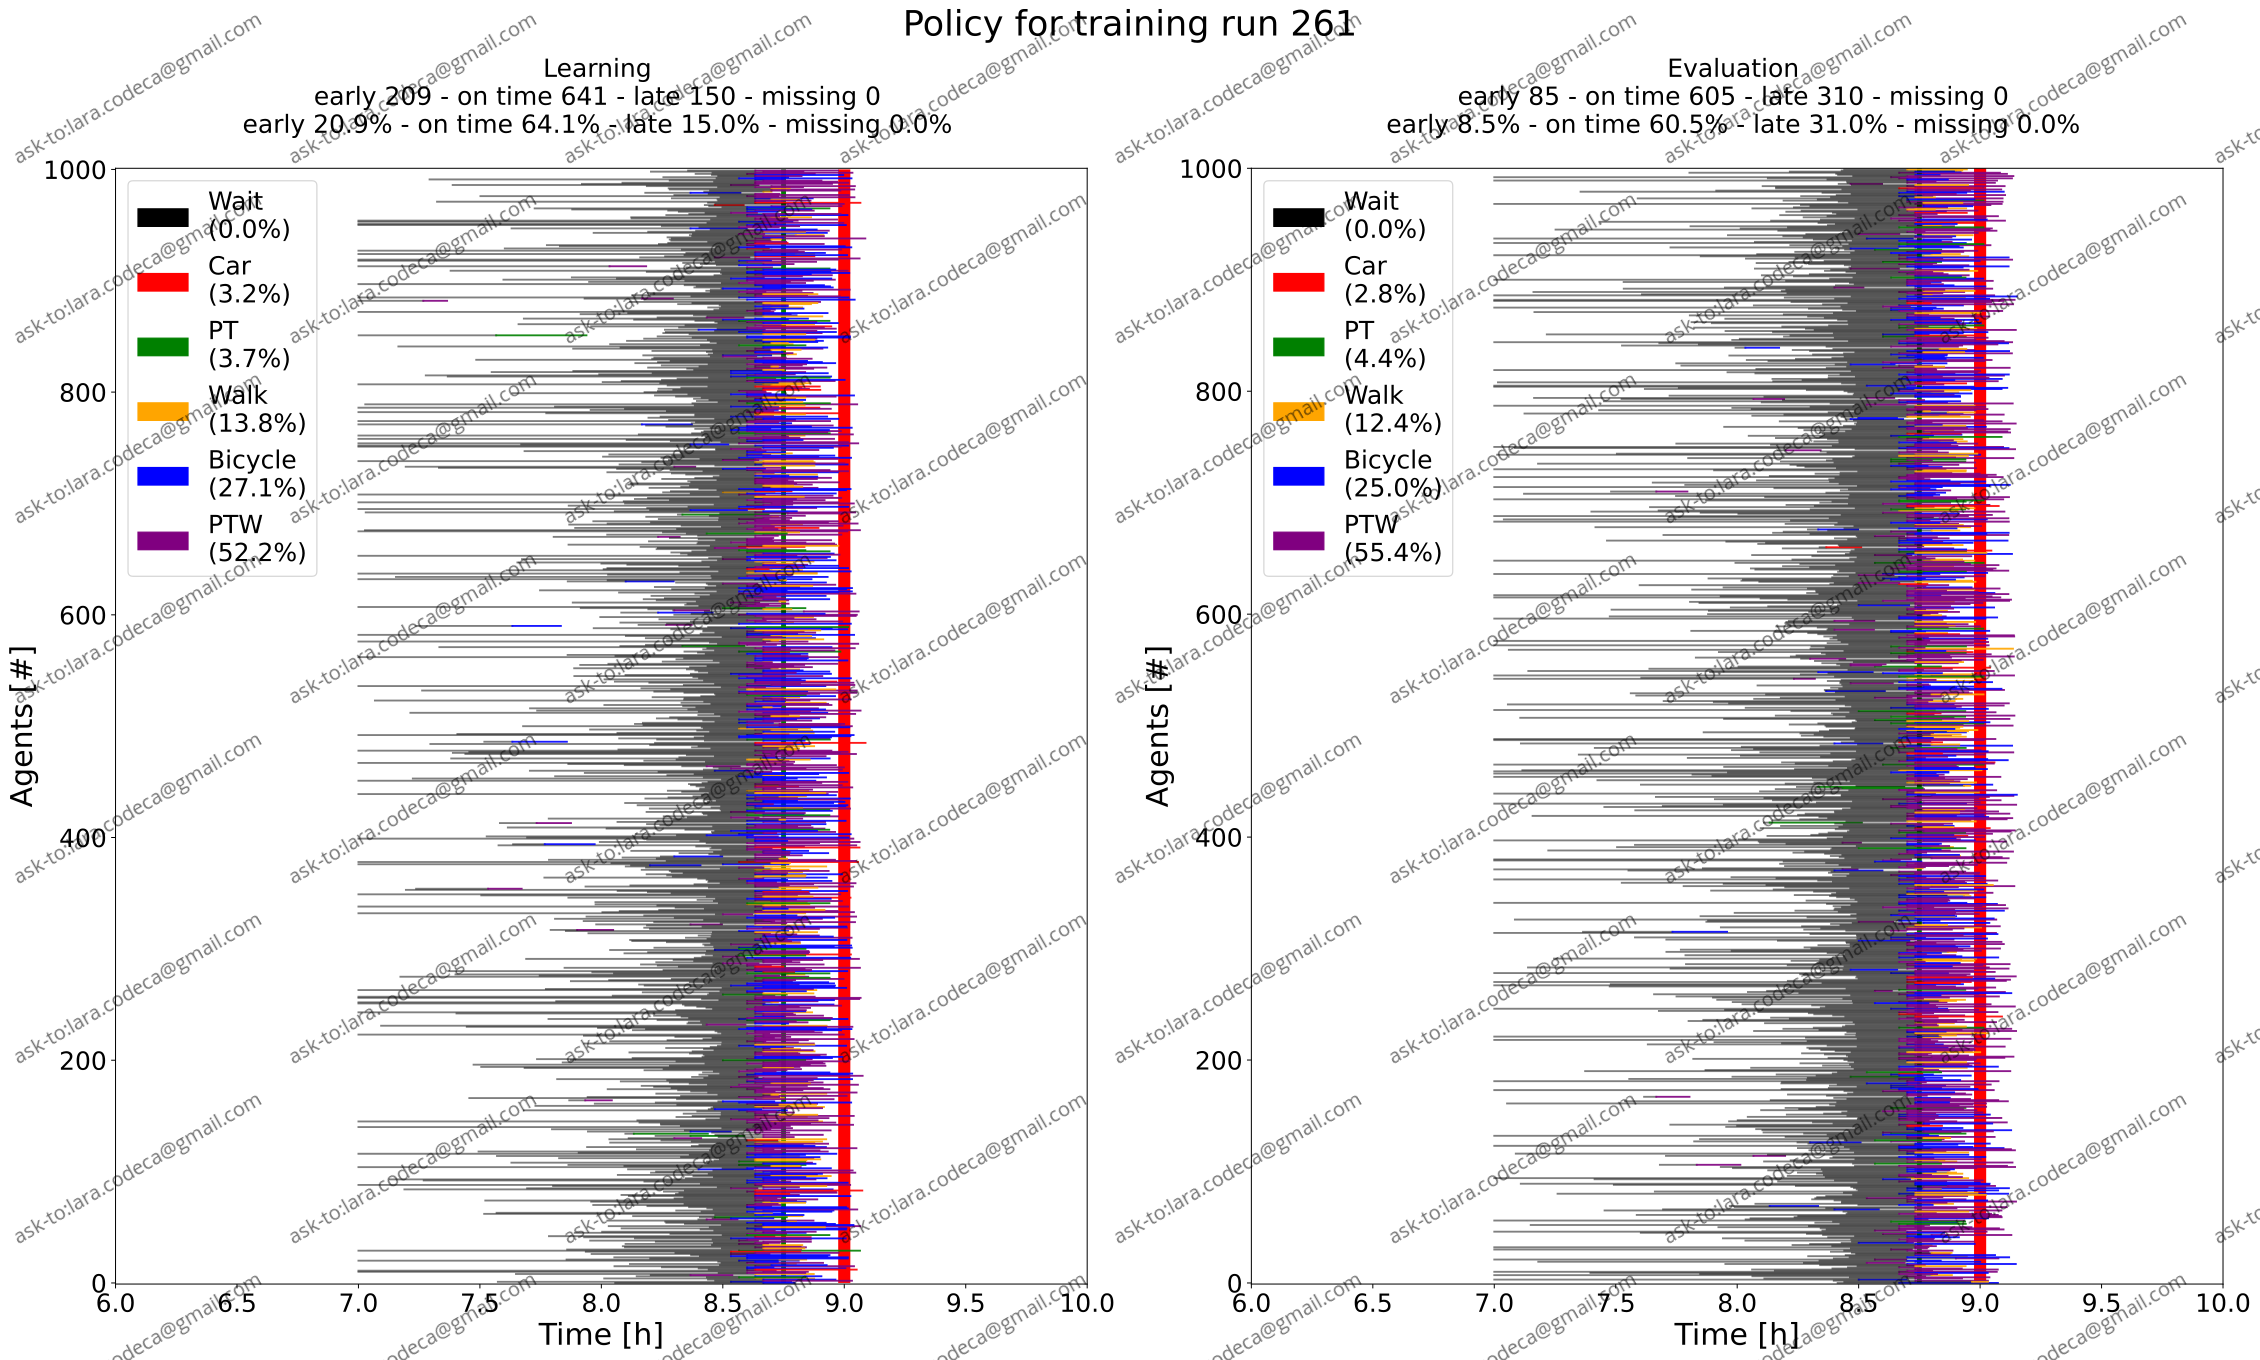 Policy for training run 261
Learning
early 209 - on time 641 - late 150 - missing 0
early 20.9% - on time 64.1% - late 15.0% - missing 0.0%
Evaluation
early 85 - on time 605 - late 310 - missing 0
early 8.5% - on time 60.5% - late 31.0% - missing 0.0%
Agents [#]
1000
800
600
400
200
0
Wait
(0.0%)
Car
(3.2%)
PT
(3.7%)
Walk
(13.8%)
Bicycle
(27.1%)
PTW
(52.2%)
6.0 6.5 7.0 7.5 8.0 8.5 9.0 9.5 10.0
Time [h]
Agents [#]
1000
800
600
400
200
0
Wait
(0.0%)
Car
(2.8%)
PT
(4.4%)
Walk
(12.4%)
Bicycle
(25.0%)
PTW
(55.4%)
6.0 6.5 7.0 7.5 8.0 8.5 9.0 9.5 10.0
Time [h]
ask-to:lara.codeca@gmail.com